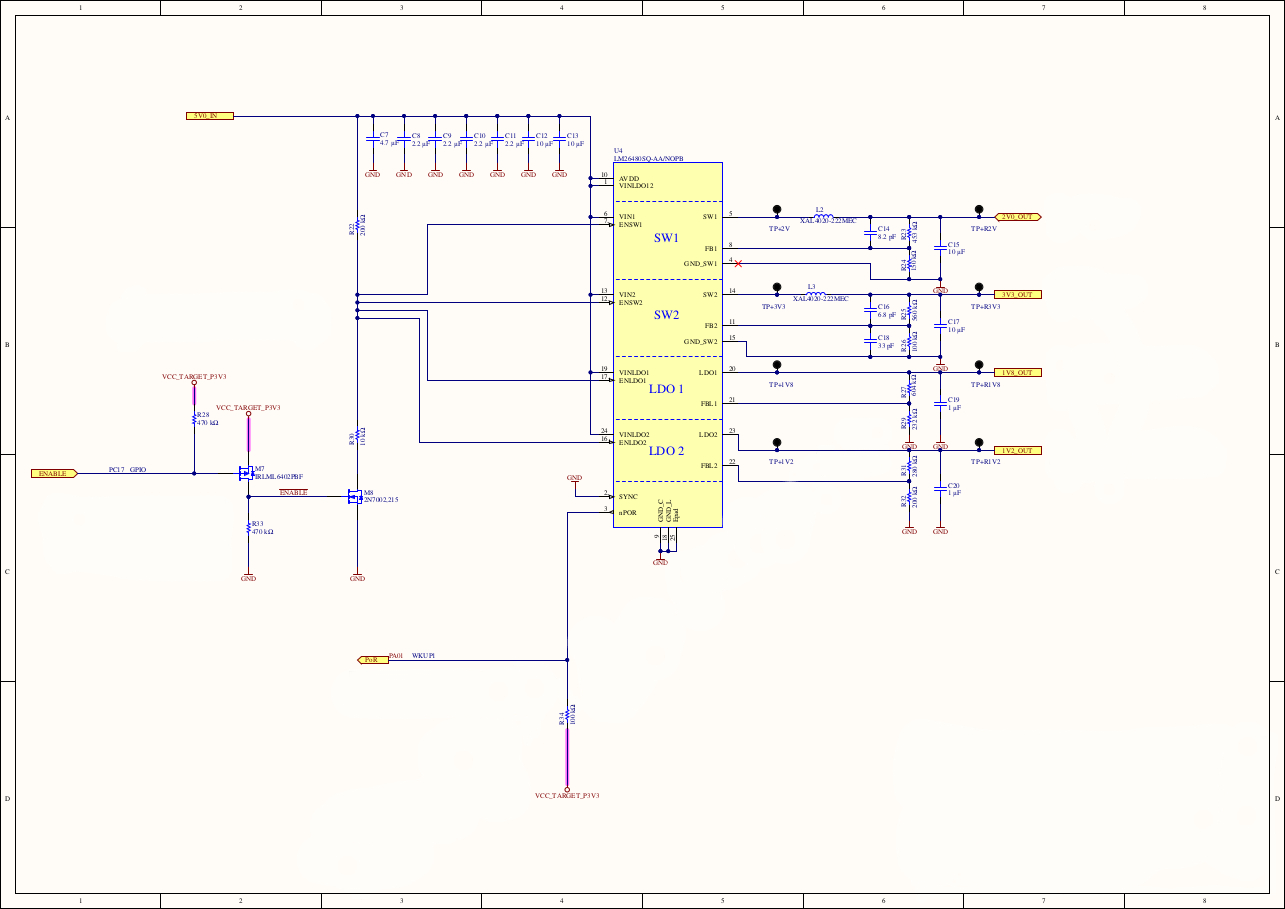 1 2 3 4 5 6 7 8
A A
5V0_IN
C7
4.7 µF
C8
2.2 µF
C9
2.2 µF
C10
2.2 µF
C11
2.2 µF
C12
10 µF
C13
10 µF
GND GND GND GND GND GND GND
U4
LM26480SQ-AA/NOPB
10 AVDD
1 VINLDO12
R22
200 kΩ
6 VIN1
7 ENSW1
SW1
SW1 5
FB1 8
GND_SW1 4
TP+2V
L2
XAL4020-222MEC
C14
8.2 pF
R23
453 kΩ
R24
150 kΩ
C15
10 µF
GND
TP+R2V
2V0_OUT
13 VIN2
12 ENSW2
SW2
SW2 14
FB2 11
GND_SW2 15
TP+3V3
L3
XAL4020-222MEC
C16
6.8 pF
C18
33 pF
R25
560 kΩ
R26
100 kΩ
C17
10 µF
GND
TP+R3V3
3V3_OUT
B B
19 VINLDO1
17 ENLDO1
LDO 1
LDO1 20
FBL1 21
TP+1V8
R27
604 kΩ
R29
232 kΩ
C19
1 µF
GND GND
TP+R1V8
1V8_OUT
VCC_TARGET_P3V3
R28
470 kΩ
VCC_TARGET_P3V3
R30
10 kΩ
24 VINLDO2
16 ENLDO2
LDO 2
LDO2 23
FBL2 22
TP+1V2
R31
280 kΩ
R32
200 kΩ
C20
1 µF
GND GND
TP+R1V2
1V2_OUT
ENABLE
PC17 GPIO
M7
IRLML6402PBF
ENABLE
M8
2N7002,215
R33
470 kΩ
GND GND
GND
2 SYNC
3 nPOR
GND_C
GND_L
Epad
9
18
25
GND
C C
PoR
PA01 WKUP1
R34
100 kΩ
VCC_TARGET_P3V3
D D
1 2 3 4 5 6 7 8